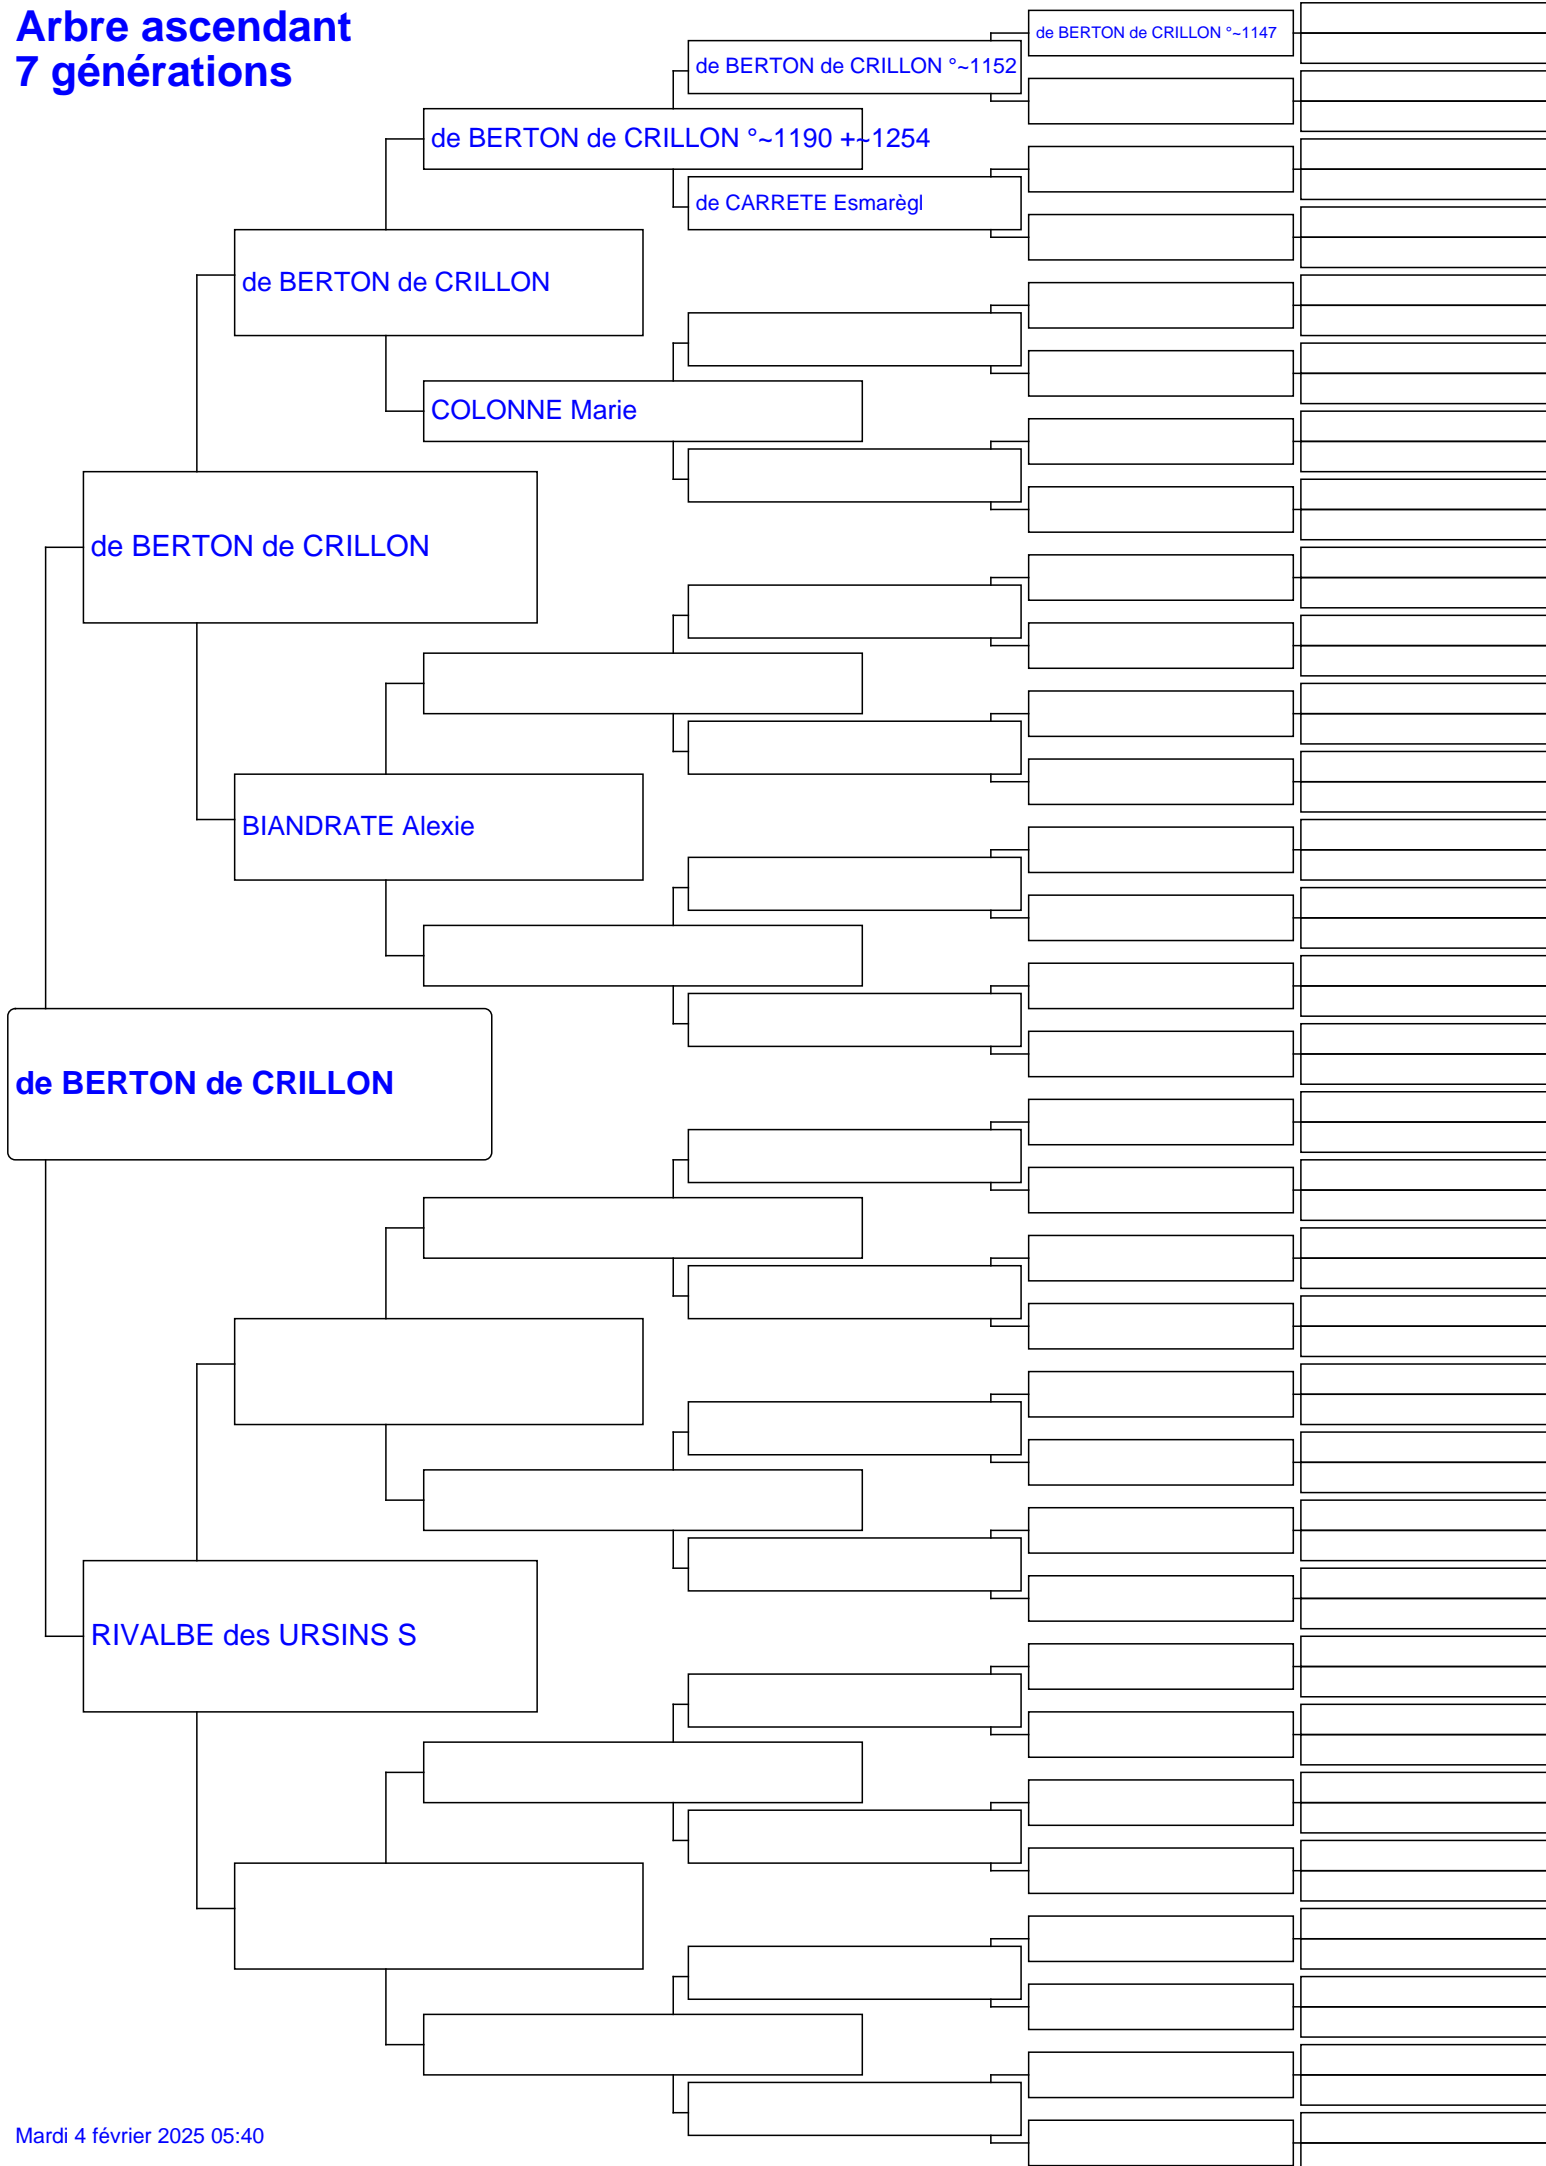 Arbre ascendant
7 générations
de BERTON de CRILLON °~1147
de BERTON de CRILLON °~1152
de BERTON de CRILLON °~1190 +~1254
de CARRETE Esmarègl
de BERTON de CRILLON
COLONNE Marie
de BERTON de CRILLON
BIANDRATE Alexie
de BERTON de CRILLON
RIVALBE des URSINS S
Mardi 4 février 2025 05:40